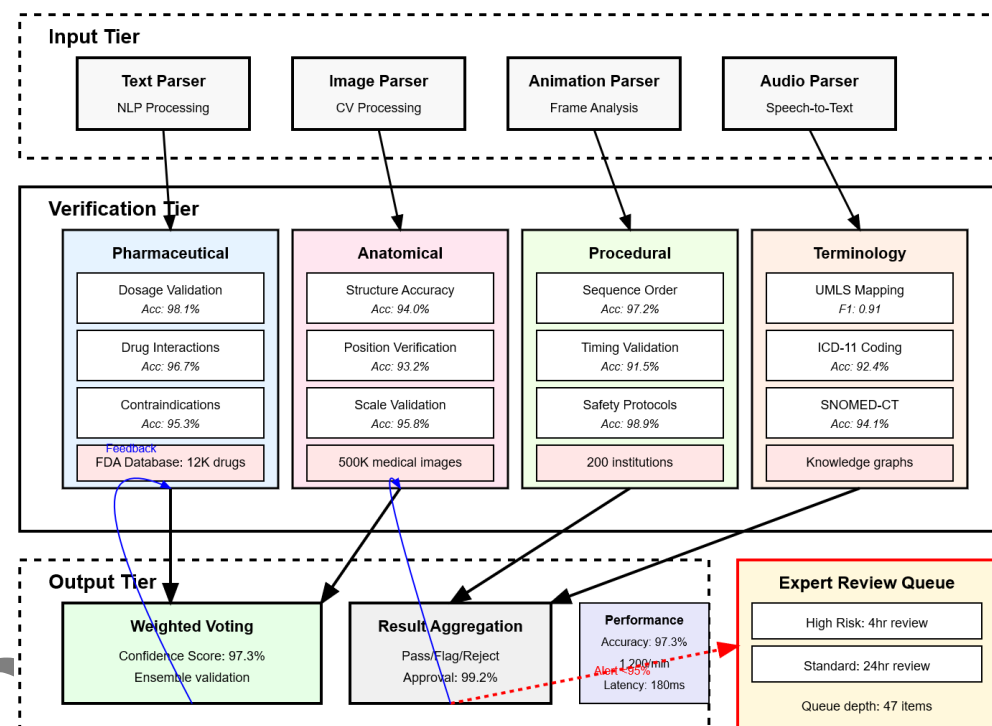 Input Tier
Text Parser
NLP Processing
Image Parser
CV Processing
Animation Parser
Frame Analysis
Audio Parser
Speech-to-Text
Verification Tier
Pharmaceutical
Dosage Validation
Acc: 98.1%
Drug Interactions
Acc: 96.7%
Contraindications
Acc: 95.3%
Feedback
FDA Database: 12K drugs
Anatomical
Structure Accuracy
Acc: 94.0%
Position Verification
Acc: 93.2%
Scale Validation
Acc: 95.8%
500K medical images
Procedural
Sequence Order
Acc: 97.2%
Timing Validation
Acc: 91.5%
Safety Protocols
Acc: 98.9%
200 institutions
Terminology
UMLS Mapping
F1: 0.91
ICD-11 Coding
Acc: 92.4%
SNOMED-CT
Acc: 94.1%
Knowledge graphs
Output Tier
Weighted Voting
Confidence Score: 97.3%
Ensemble validation
Result Aggregation
Pass/Flag/Reject
Approval: 99.2%
Performance
Accuracy: 97.3%
1,200/min
Alert <95%
Latency: 180ms
Expert Review Queue
High Risk: 4hr review
Standard: 24hr review
Queue depth: 47 items